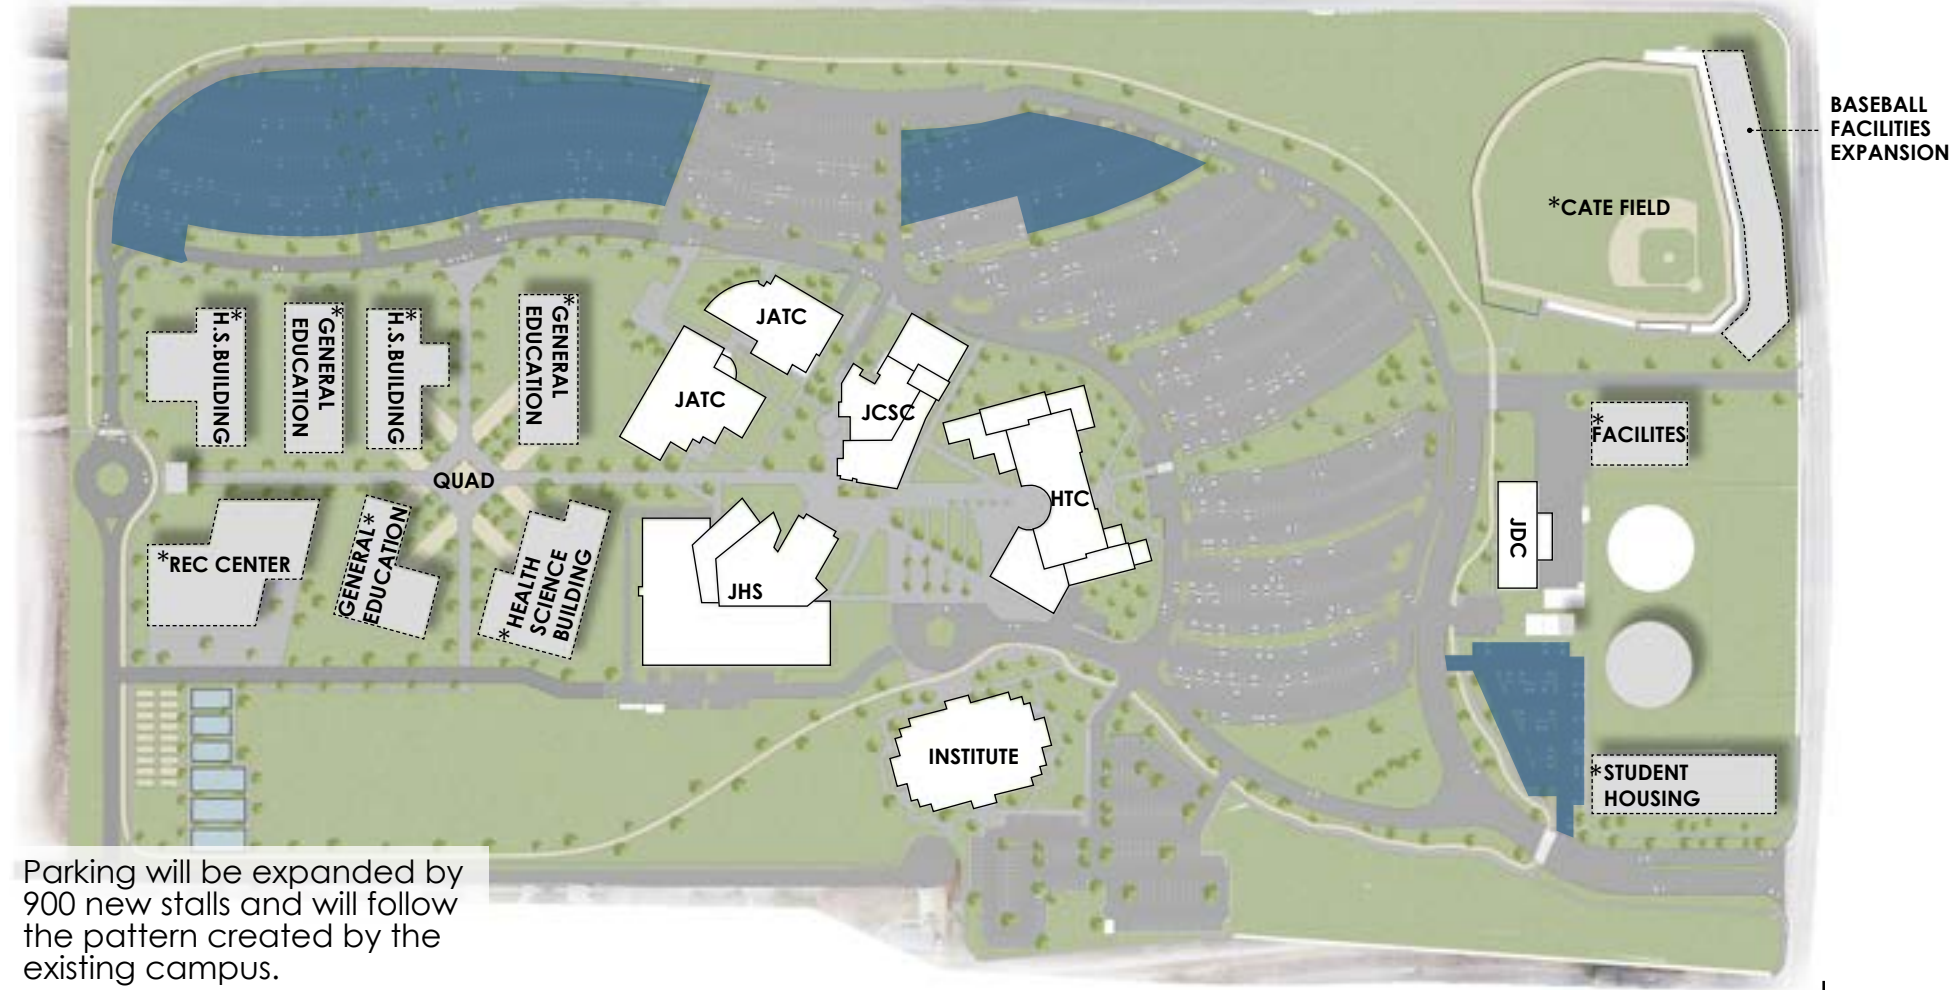 BASEBALL
FACILITIES
EXPANSION
*CATE FIELD
*H.S.BUILDING
*GENERAL
EDUCATION
*H.S.BUILDING
*GENERAL
EDUCATION
JATC
JATC
JCSC
HTC
*FACILITES
QUAD
JDC
*REC CENTER
GENERAL*
EDUCATION
*HEALTH
SCIENCE
BUILDING
JHS
INSTITUTE
*STUDENT
HOUSING
Parking will be expanded by
900 new stalls and will follow
the pattern created by the
existing campus.